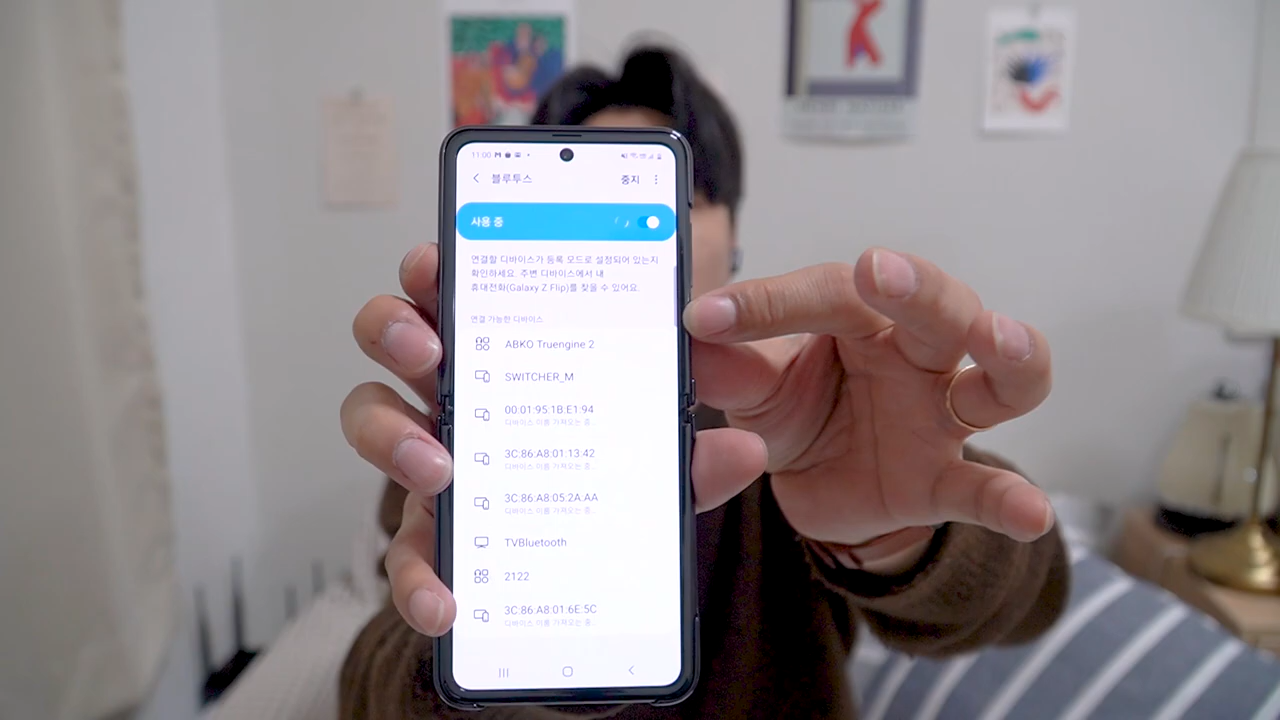 11:00
블루투스
중지
사용 중
연결할 디바이스가 등록 모드로 설정되어 있는지
확인하세요. 주변 디바이스에서 내
휴대전화(Galaxy Z Flip)를 찾을 수 있어요.
연결 가능한 디바이스
ABKO Truengine 2
SWITCHER_M
00:01:95:1B:E1:94
디바이스 이름 가져오는 중...
3C:86:A8:01:13:42
디바이스 이름 가져오는 중...
3C:86:A8:05:2A:AA
디바이스 이름 가져오는 중...
TVBluetooth
2122
3C:86:A8:01:6E:5C
디바이스 이름 가져오는 중...